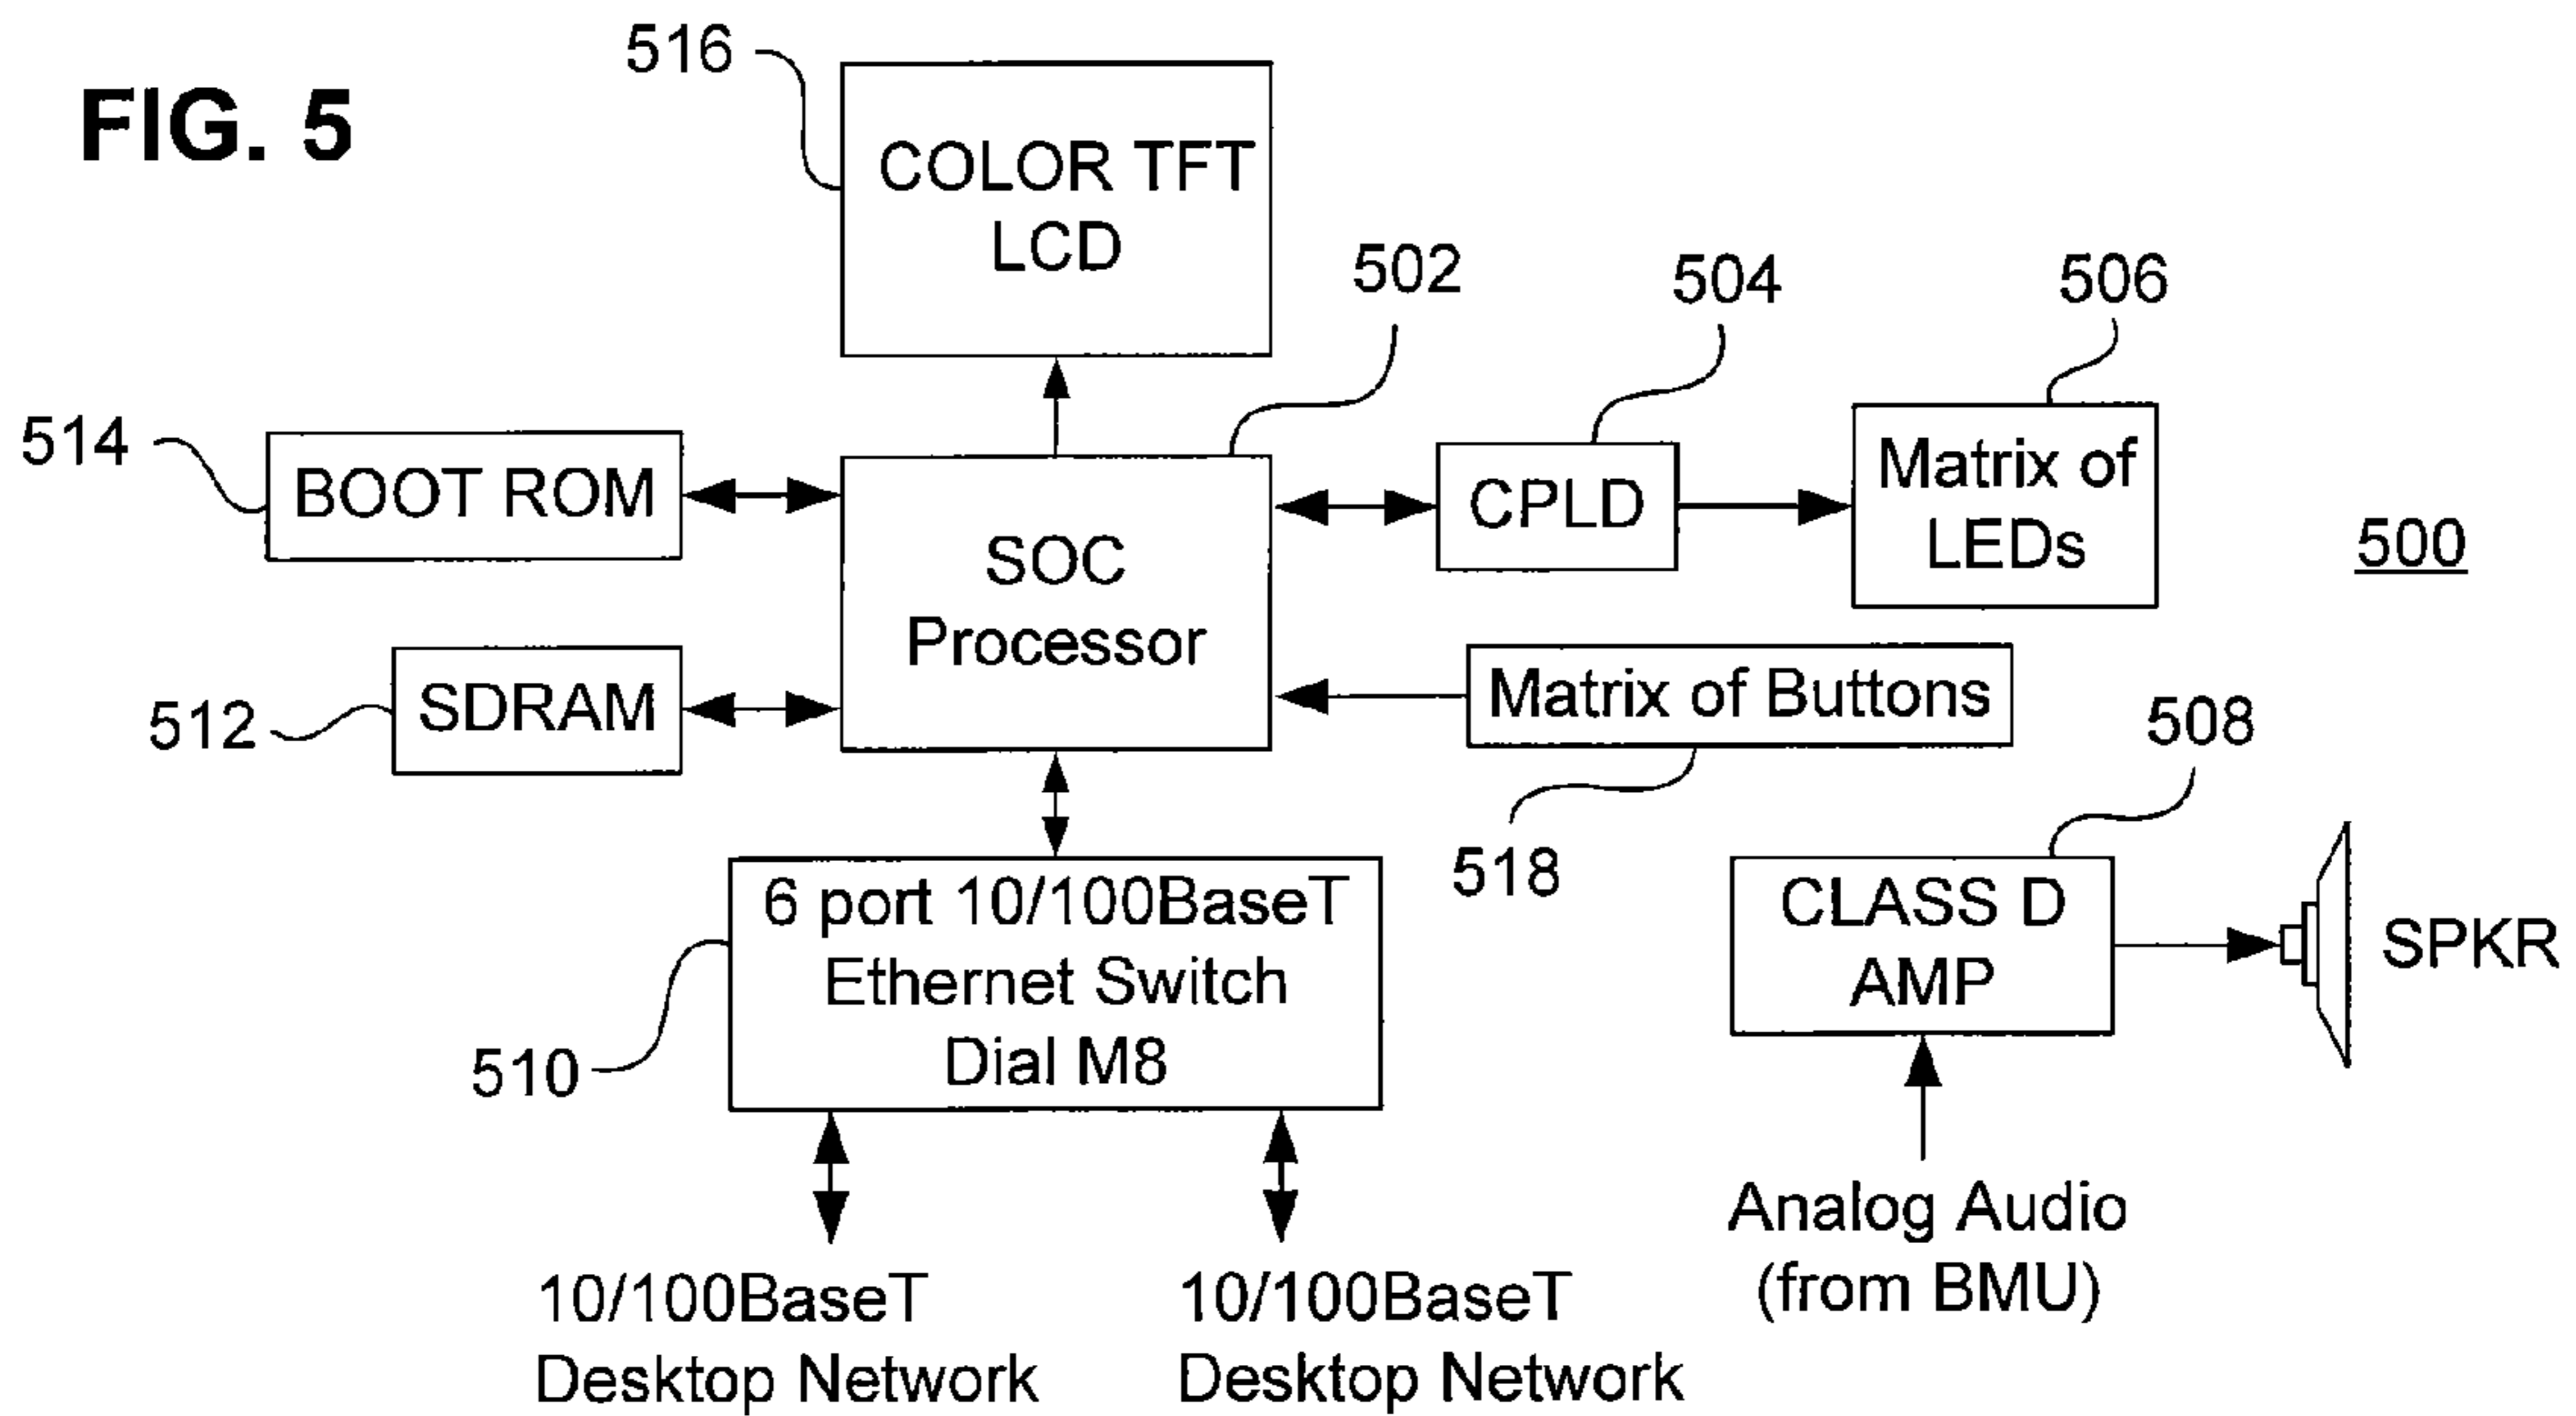 FIG. 5
516
COLOR TFT
LCD
502
504
506
514
BOOT ROM
CPLD
Matrix of
LEDs
500
SOC
Processor
512
SDRAM
Matrix of Buttons
508
518
6 port 10/100BaseT
Ethernet Switch
Dial M8
510
CLASS D
AMP
SPKR
Analog Audio
(from BMU)
10/100BaseT
Desktop Network
10/100BaseT
Desktop Network